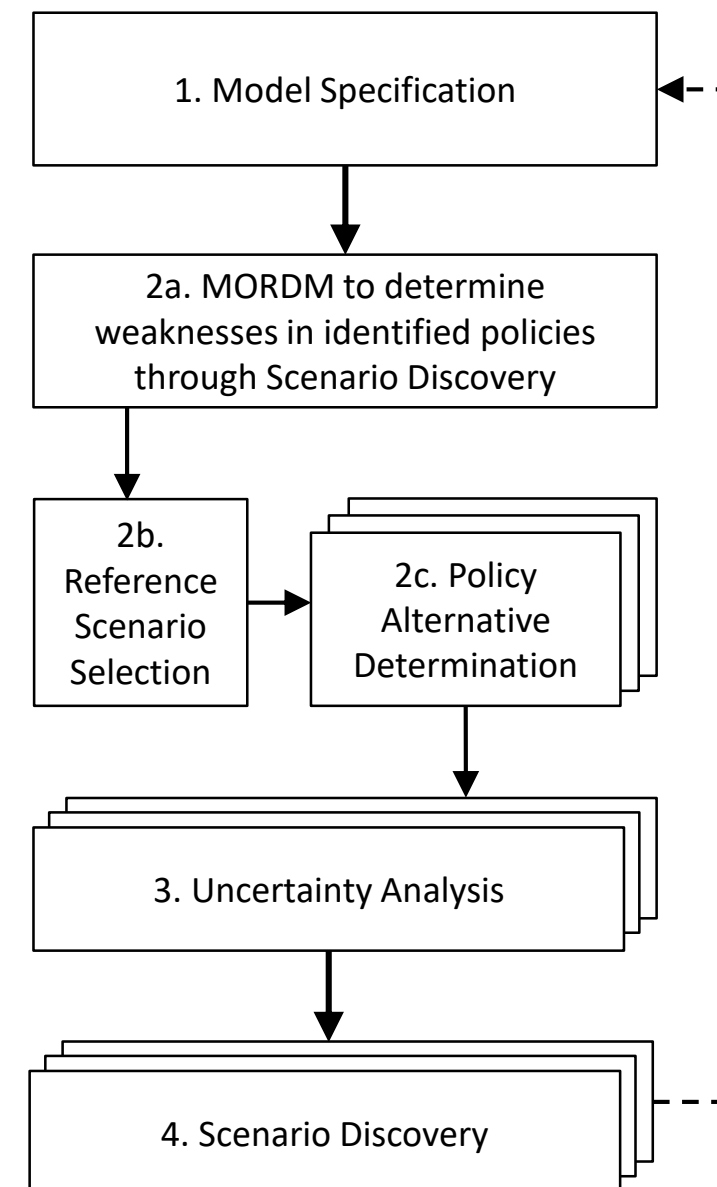 1. Model Specification
2a. MORDM to determine
weaknesses in identified policies
through Scenario Discovery
2b.
Reference
Scenario
Selection
2c. Policy
Alternative
Determination
3. Uncertainty Analysis
4. Scenario Discovery